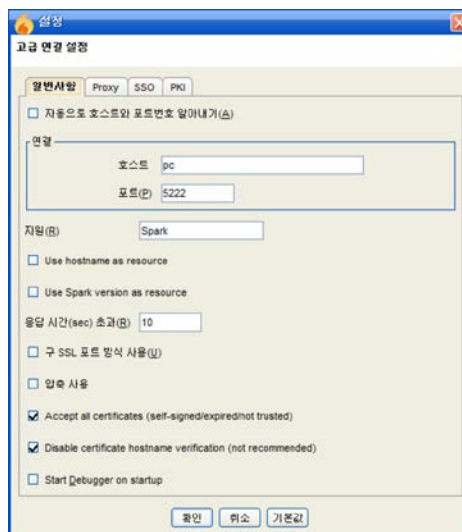 설정
고급 연결 설정
일반사항 Proxy SSO PKI
자동으로 호스트와 포트번호 알아내기(A)
연결
호스트 pc
포트(P) 5222
자원(R) Spark
Use hostname as resource
Use Spark version as resource
응답 시간(sec) 초과(R) 10
구 SSL 포트 방식 사용(U)
압축 사용
Accept all certificates (self-signed/expired/not trusted)
Disable certificate hostname verification (not recommended)
Start Debugger on startup
확인 취소 기본값